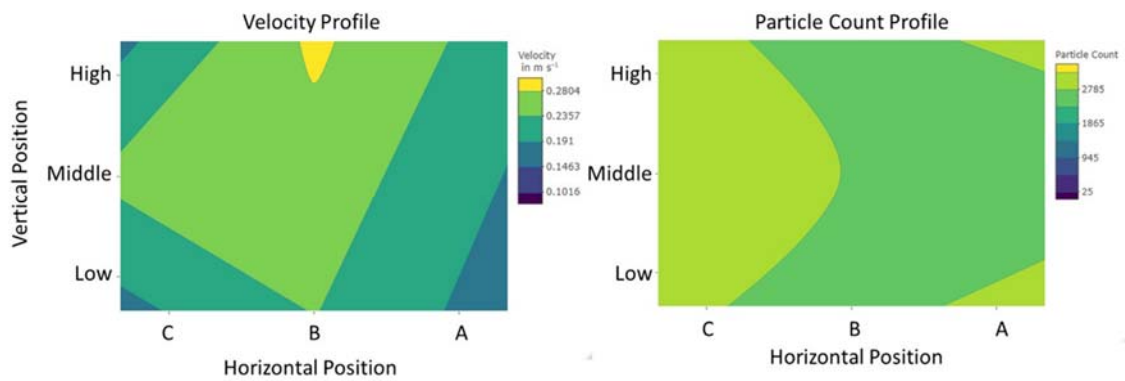 Velocity Profile
Velocity
in m s⁻¹
0.2804
0.2357
0.191
0.1463
0.1016
Vertical Position
High
Middle
Low
C B A
Horizontal Position
Particle Count Profile
Particle Count
2785
1865
945
25
High
Middle
Low
C B A
Horizontal Position